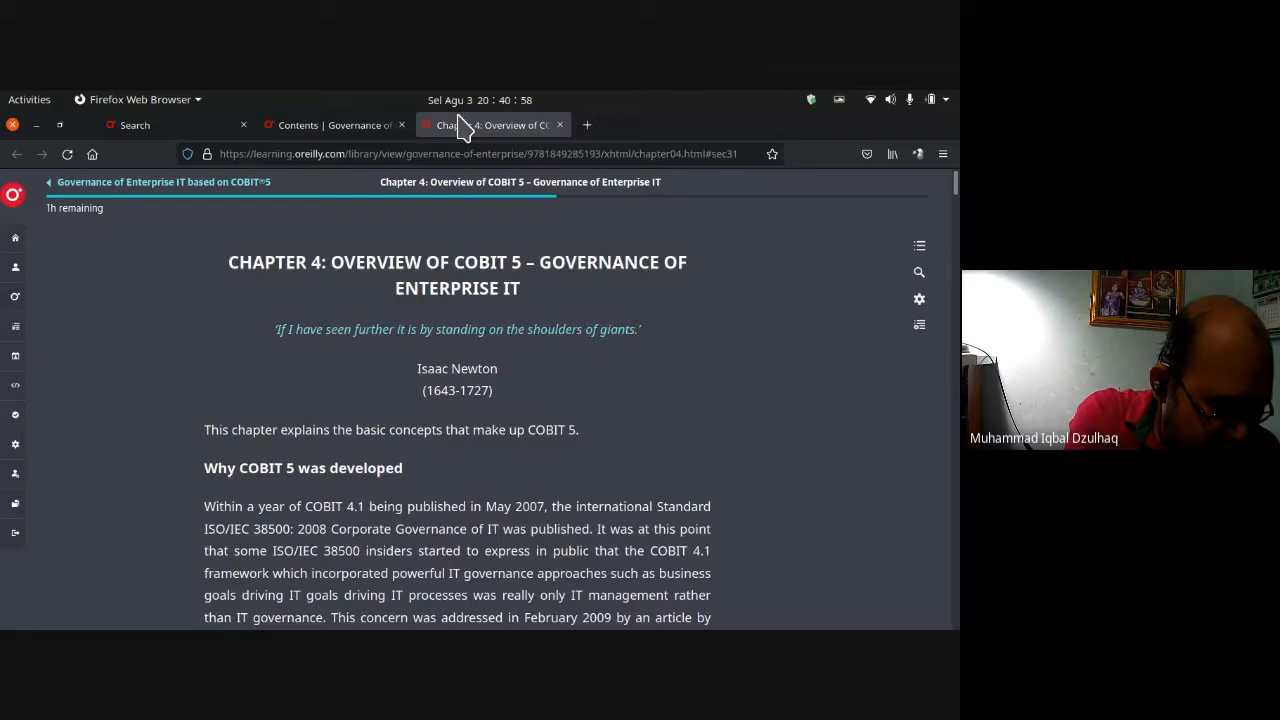 Activities
Firefox Web Browser
Sel Agu 3 20 : 40 : 58
Search
Contents | Governance of
4: Overview of CO
https://learning.oreilly.com/library/view/governance-of-enterprise/9781849285193/xhtml/chapter04.html#sec31
Governance of Enterprise IT based on COBIT®5
Chapter 4: Overview of COBIT 5 – Governance of Enterprise IT
1h remaining
CHAPTER 4: OVERVIEW OF COBIT 5 – GOVERNANCE OF
ENTERPRISE IT
‘If I have seen further it is by standing on the shoulders of giants.’
Isaac Newton
(1643-1727)
This chapter explains the basic concepts that make up COBIT 5.
Why COBIT 5 was developed
Within a year of COBIT 4.1 being published in May 2007, the international Standard
ISO/IEC 38500: 2008 Corporate Governance of IT was published. It was at this point
that some ISO/IEC 38500 insiders started to express in public that the COBIT 4.1
framework which incorporated powerful IT governance approaches such as business
goals driving IT goals driving IT processes was really only IT management rather
than IT governance. This concern was addressed in February 2009 by an article by
Muhammad Iqbal Dzulhaq